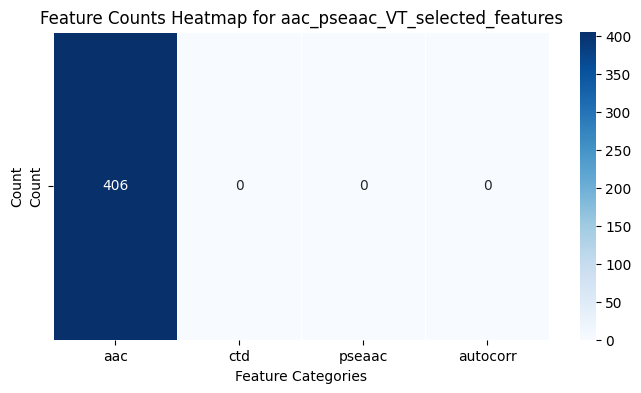 Feature Counts Heatmap for aac_pseaac_VT_selected_features
Count
Count
406
0
0
0
aac
ctd
pseaac
autocorr
Feature Categories
400
350
300
250
200
150
100
50
0